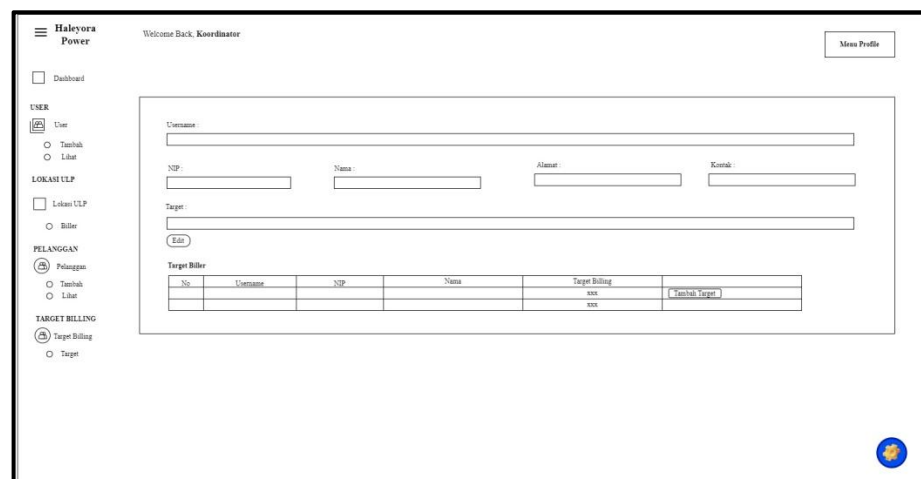 Haleyora
Power
Welcome Back, Koordinator
Menu Profile
Dashboard
USER
User
Tambah
Lihat
LOKASI ULP
Lokasi ULP
Biller
PELANGGAN
Pelanggan
Tambah
Lihat
TARGET BILLING
Target Billing
Target
Username :
NIP :
Nama :
Alamat :
Kontak :
Target :
Edit
Target Biller
No Username NIP Nama Target Billing
xxx Tambah Target
xxx